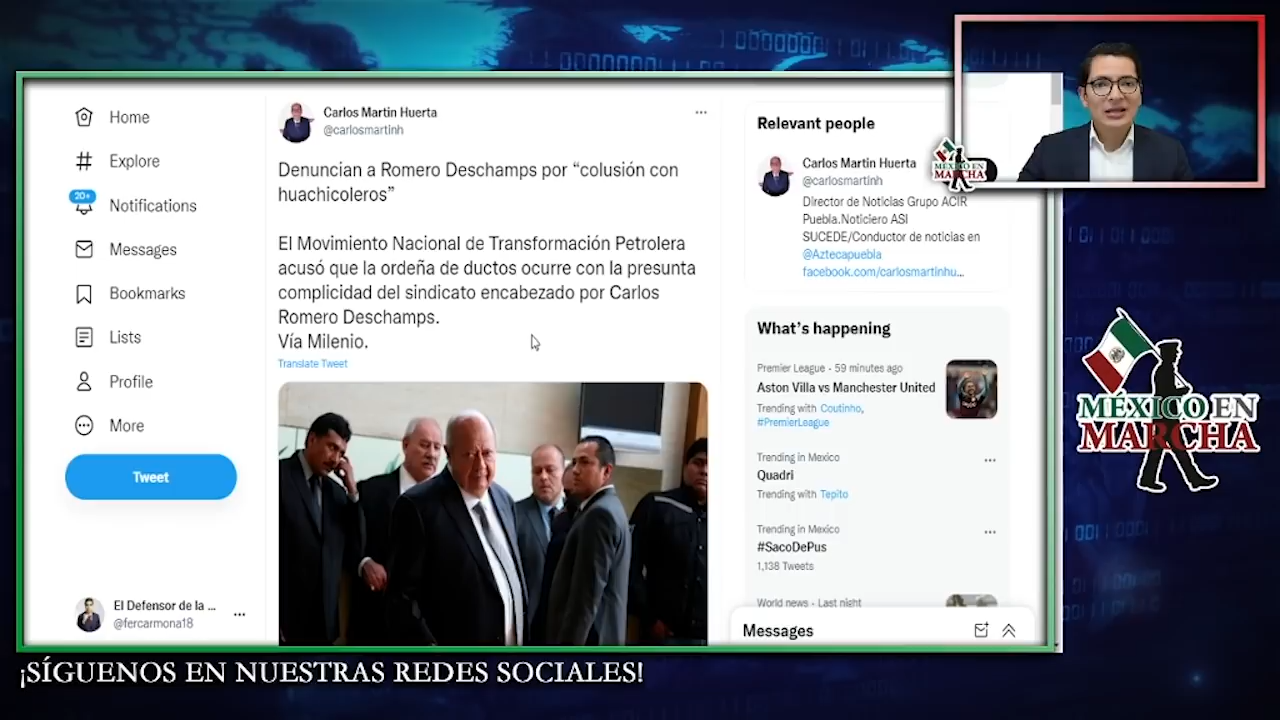 Home
Explore
20+
Notifications
Messages
Bookmarks
Lists
Profile
More
Tweet
El Defensor de la ...
@fercarmona18
Carlos Martin Huerta
@carlosmartinh
Denuncian a Romero Deschamps por “colusión con
huachicoleros”
El Movimiento Nacional de Transformación Petrolera
acusó que la ordeña de ductos ocurre con la presunta
complicidad del sindicato encabezado por Carlos
Romero Deschamps.
Vía Milenio.
Translate Tweet
Relevant people
Carlos Martin Huerta
@carlosmartinh
Director de Noticias Grupo ACIR
Puebla.Noticiero ASI
SUCEDE/Conductor de noticias en
@Aztecapuebla
facebook.com/carlosmartinhu...
What's happening
Premier League · 59 minutes ago
Aston Villa vs Manchester United
Trending with Coutinho,
#PremierLeague
Trending in Mexico
Quadri
Trending with Tepito
Trending in Mexico
#SacoDePus
1,138 Tweets
World news · Last night
Messages
MÉXICO EN
MARCHA
MÉXICO EN
MARCHA
¡SÍGUENOS EN NUESTRAS REDES SOCIALES!